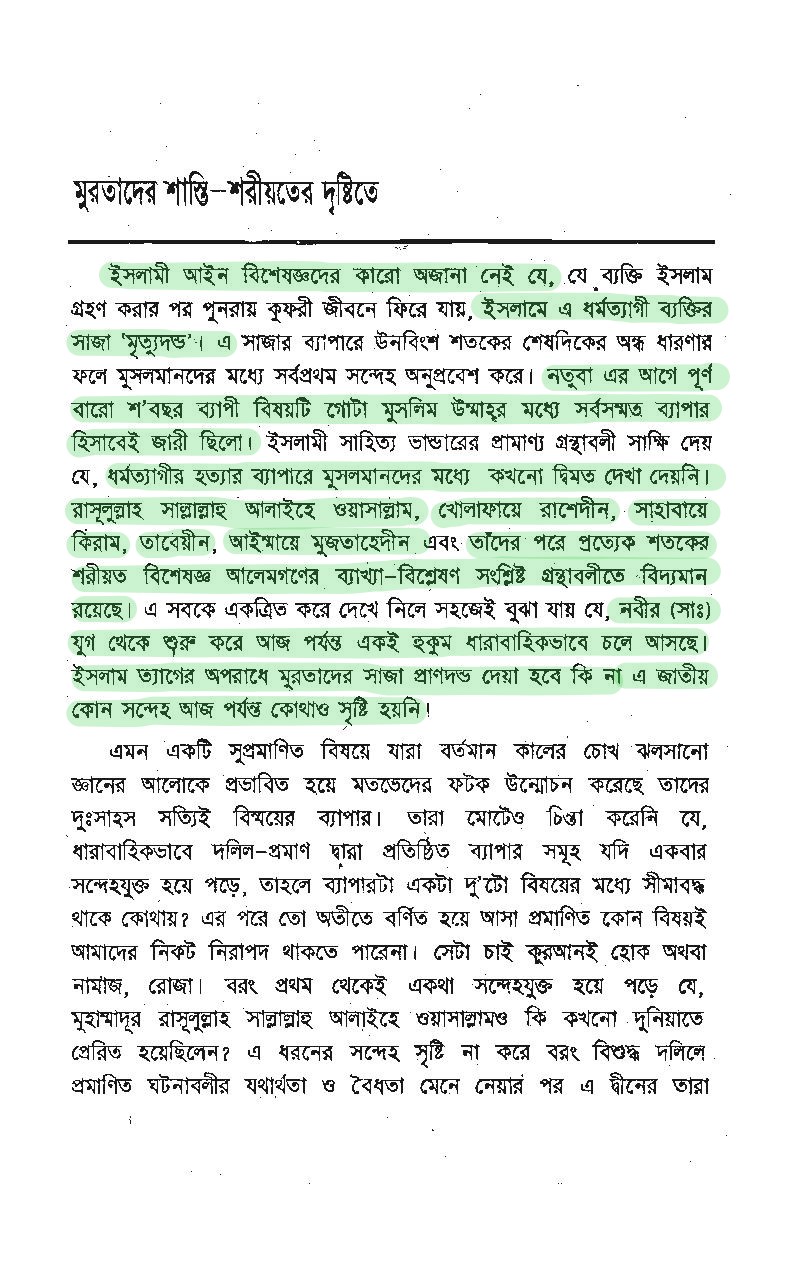 মুরতাদের শাস্তি-শরীয়তের দৃষ্টিতে
ইসলামী আইন বিশেষজ্ঞদের কারো অজানা নেই যে, যে ব্যক্তি ইসলাম
গ্রহণ করার পর পুনরায় কুফরী জীবনে ফিরে যায়, ইসলামে এ ধর্মত্যাগী ব্যক্তির
সাজা 'মৃত্যুদন্ড'। এ সাজার ব্যাপারে উনবিংশ শতকের শেষদিকের অন্ধ ধারণার
ফলে মুসলমানদের মধ্যে সর্বপ্রথম সন্দেহ অনুপ্রবেশ করে। নতুবা এর আগে পূর্ণ
বারো শ'বছর ব্যাপী বিষয়টি গোটা মুসলিম উম্মাহ্‌র মধ্যে সর্বসম্মত ব্যাপার
হিসাবেই জারী ছিলো। ইসলামী সাহিত্য ভান্ডারের প্রামাণ্য গ্রন্থাবলী সাক্ষি দেয়
যে, ধর্মত্যাগীর হত্যার ব্যাপারে মুসলমানদের মধ্যে কখনো দ্বিমত দেখা দেয়নি।
রাসূলুল্লাহ সাল্লাল্লাহু আলাইহে ওয়াসাল্লাম, খোলাফায়ে রাশেদীন, সাহাবায়ে
কিরাম, তাবেয়ীন, আইম্মায়ে মুজতাহেদীন এবং তাঁদের পরে প্রত্যেক শতকের
শরীয়ত বিশেষজ্ঞ আলেমগণের ব্যাখ্যা-বিশ্লেষণ সংশ্লিষ্ট গ্রন্থাবলীতে বিদ্যমান
রয়েছে। এ সবকে একত্রিত করে দেখে নিলে সহজেই বুঝা যায় যে, নবীর (সাঃ)
যুগ থেকে শুরু করে আজ পর্যন্ত একই হুকুম ধারাবাহিকভাবে চলে আসছে।
ইসলাম ত্যাগের অপরাধে মুরতাদের সাজা প্রাণদন্ড দেয়া হবে কি না এ জাতীয়
কোন সন্দেহ আজ পর্যন্ত কোথাও সৃষ্টি হয়নি!
এমন একটি সুপ্রমাণিত বিষয়ে যারা বর্তমান কালের চোখ ঝলসানো
জ্ঞানের আলোকে প্রভাবিত হয়ে মতভেদের ফটক উন্মোচন করেছে তাদের
দুঃসাহস সত্যিই বিস্ময়ের ব্যাপার। তারা মোটেও চিন্তা করেনি যে,
ধারাবাহিকভাবে দলিল-প্রমাণ দ্বারা প্রতিষ্ঠিত ব্যাপার সমূহ যদি একবার
সন্দেহযুক্ত হয়ে পড়ে, তাহলে ব্যাপারটা একটা দু'টো বিষয়ের মধ্যে সীমাবদ্ধ
থাকে কোথায়? এর পরে তো অতীতে বর্ণিত হয়ে আসা প্রমাণিত কোন বিষয়ই
আমাদের নিকট নিরাপদ থাকতে পারেনা। সেটা চাই কুরআনই হোক অথবা
নামাজ, রোজা। বরং প্রথম থেকেই একথা সন্দেহযুক্ত হয়ে পড়ে যে,
মূহাম্মাদূর রাসূলুল্লাহ সাল্লাল্লাহু আলাইহে ওয়াসাল্লামও কি কখনো দুনিয়াতে
প্রেরিত হয়েছিলেন? এ ধরনের সন্দেহ সৃষ্টি না করে বরং বিশুদ্ধ দলিলে
প্রমাণিত ঘটনাবলীর যথার্থতা ও বৈধতা মেনে নেয়ার পর এ দ্বীনের তারা